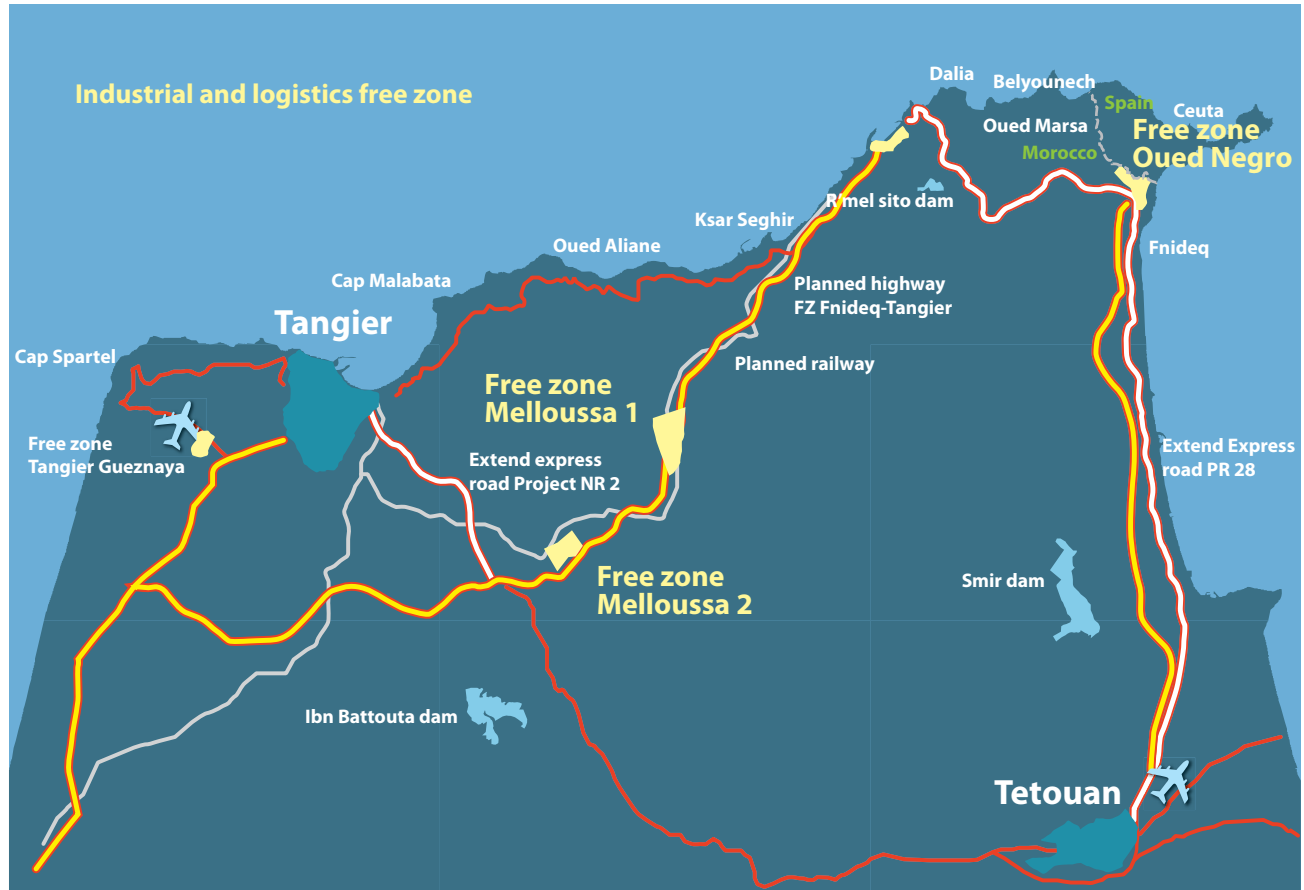 Industrial and logistics free zone
Dalia
Belyounech
Spain
Ceuta
Oued Marsa
Free zone
Oued Negro
Morocco
R'mel sito dam
Ksar Seghir
Oued Aliane
Fnideq
Cap Malabata
Planned highway
FZ Fnideq-Tangier
Tangier
Cap Spartel
Planned railway
Free zone
Melloussa 1
Free zone
Tangier Gueznaya
Extend express
road Project NR 2
Extend Express
road PR 28
Free zone
Melloussa 2
Smir dam
Ibn Battouta dam
Tetouan